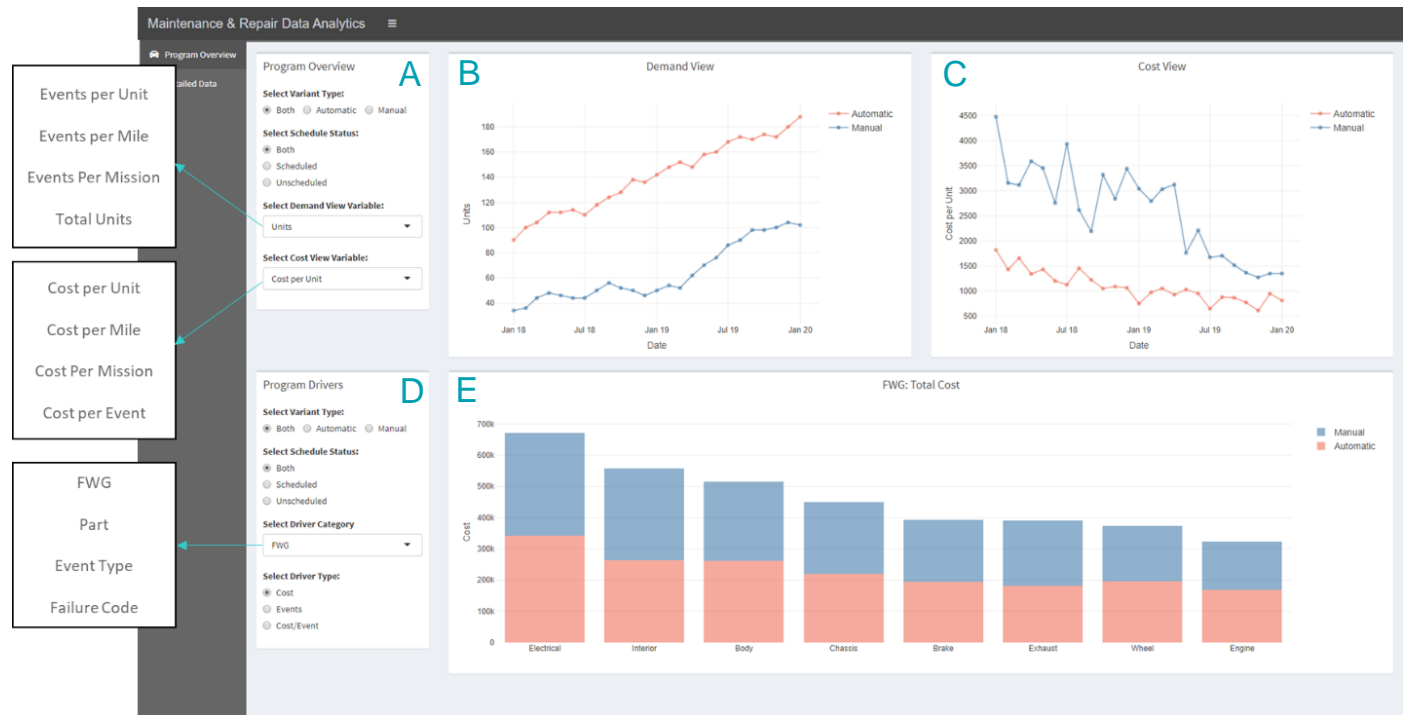 Maintenance & Repair Data Analytics
Program Overview
ailed Data
Events per Unit
Events per Mile
Events Per Mission
Total Units
Cost per Unit
Cost per Mile
Cost Per Mission
Cost per Event
FWG
Part
Event Type
Failure Code
Program Overview
A
Select Variant Type:
Both Automatic Manual
Select Schedule Status:
Both
Scheduled
Unscheduled
Select Demand View Variable:
Units
Select Cost View Variable:
Cost per Unit
B
Demand View
Automatic
Manual
Units
180
160
140
120
100
80
60
40
Jan 18 Jul 18 Jan 19 Jul 19 Jan 20
Date
C
Cost View
Automatic
Manual
Cost per Unit
4500
4000
3500
3000
2500
2000
1500
1000
500
Jan 18 Jul 18 Jan 19 Jul 19 Jan 20
Date
Program Drivers
D
Select Variant Type:
Both Automatic Manual
Select Schedule Status:
Both
Scheduled
Unscheduled
Select Driver Category
FWG
Select Driver Type:
Cost
Events
Cost/Event
E
FWG: Total Cost
Manual
Automatic
Cost
700k
600k
500k
400k
300k
200k
100k
0
Electrical Interior Body Chassis Brake Exhaust Wheel Engine